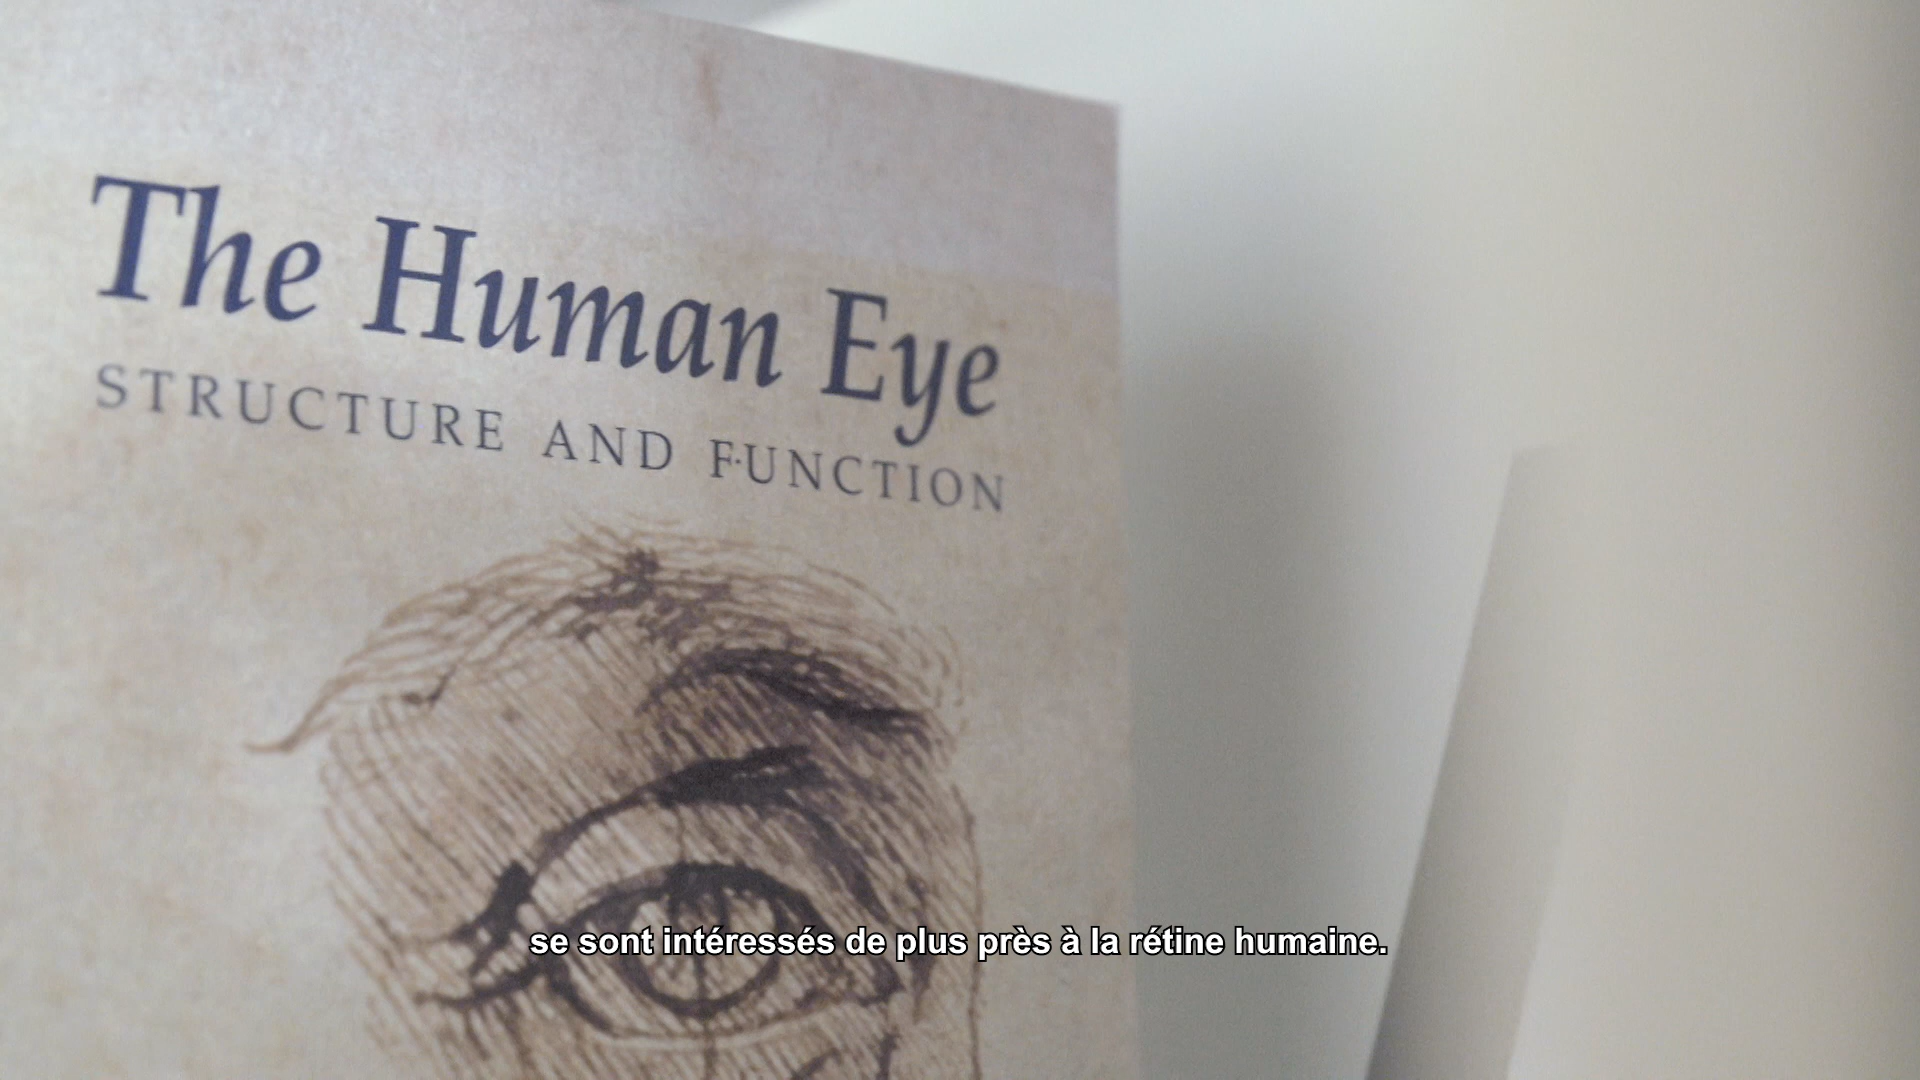 The Human Eye
STRUCTURE AND FUNCTION
se sont intéressés de plus près à la rétine humaine.